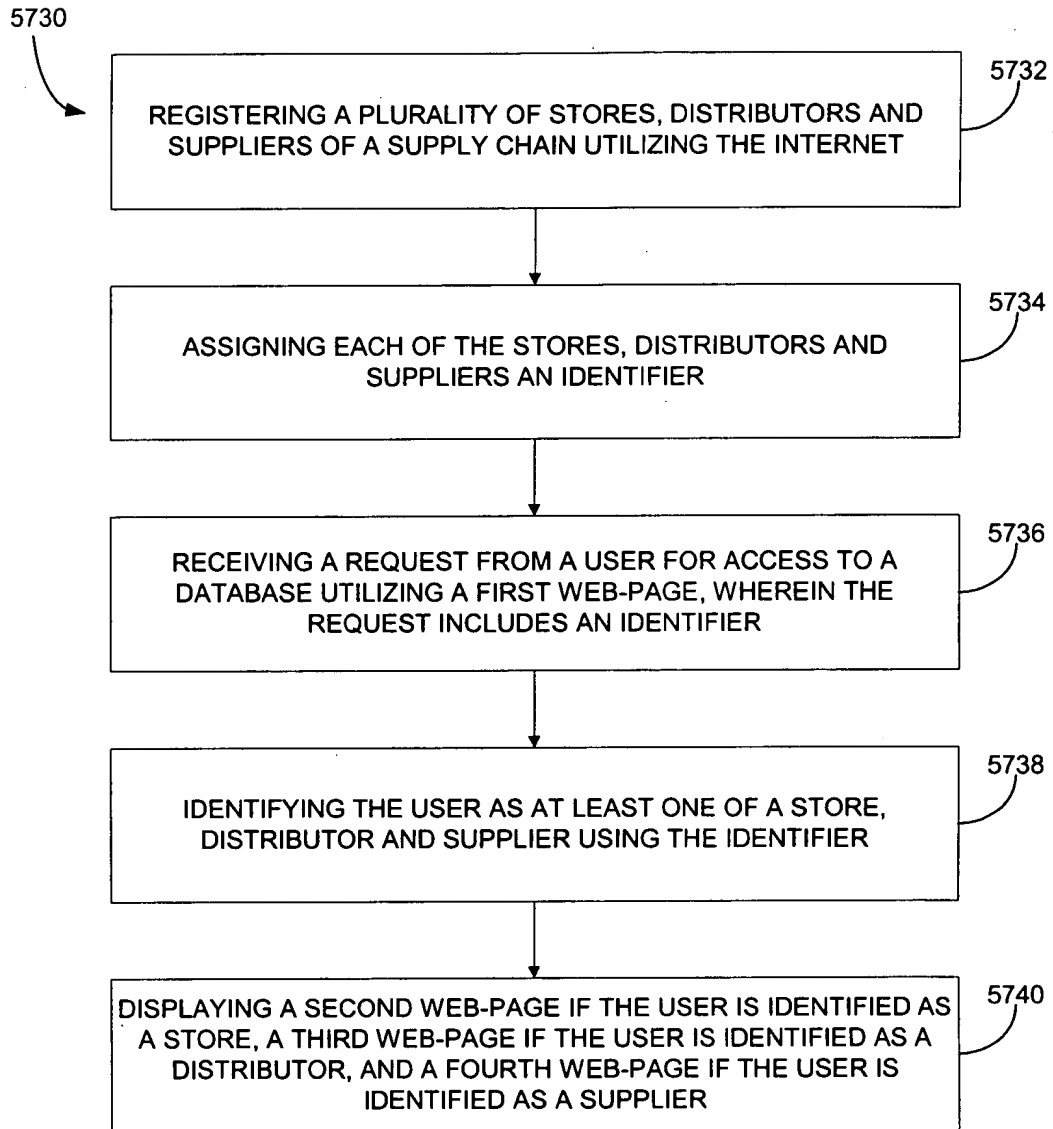 5730
5732
REGISTERING A PLURALITY OF STORES, DISTRIBUTORS AND
SUPPLIERS OF A SUPPLY CHAIN UTILIZING THE INTERNET
5734
ASSIGNING EACH OF THE STORES, DISTRIBUTORS AND
SUPPLIERS AN IDENTIFIER
5736
RECEIVING A REQUEST FROM A USER FOR ACCESS TO A
DATABASE UTILIZING A FIRST WEB-PAGE, WHEREIN THE
REQUEST INCLUDES AN IDENTIFIER
5738
IDENTIFYING THE USER AS AT LEAST ONE OF A STORE,
DISTRIBUTOR AND SUPPLIER USING THE IDENTIFIER
5740
DISPLAYING A SECOND WEB-PAGE IF THE USER IS IDENTIFIED AS
A STORE, A THIRD WEB-PAGE IF THE USER IS IDENTIFIED AS A
DISTRIBUTOR, AND A FOURTH WEB-PAGE IF THE USER IS
IDENTIFIED AS A SUPPLIER